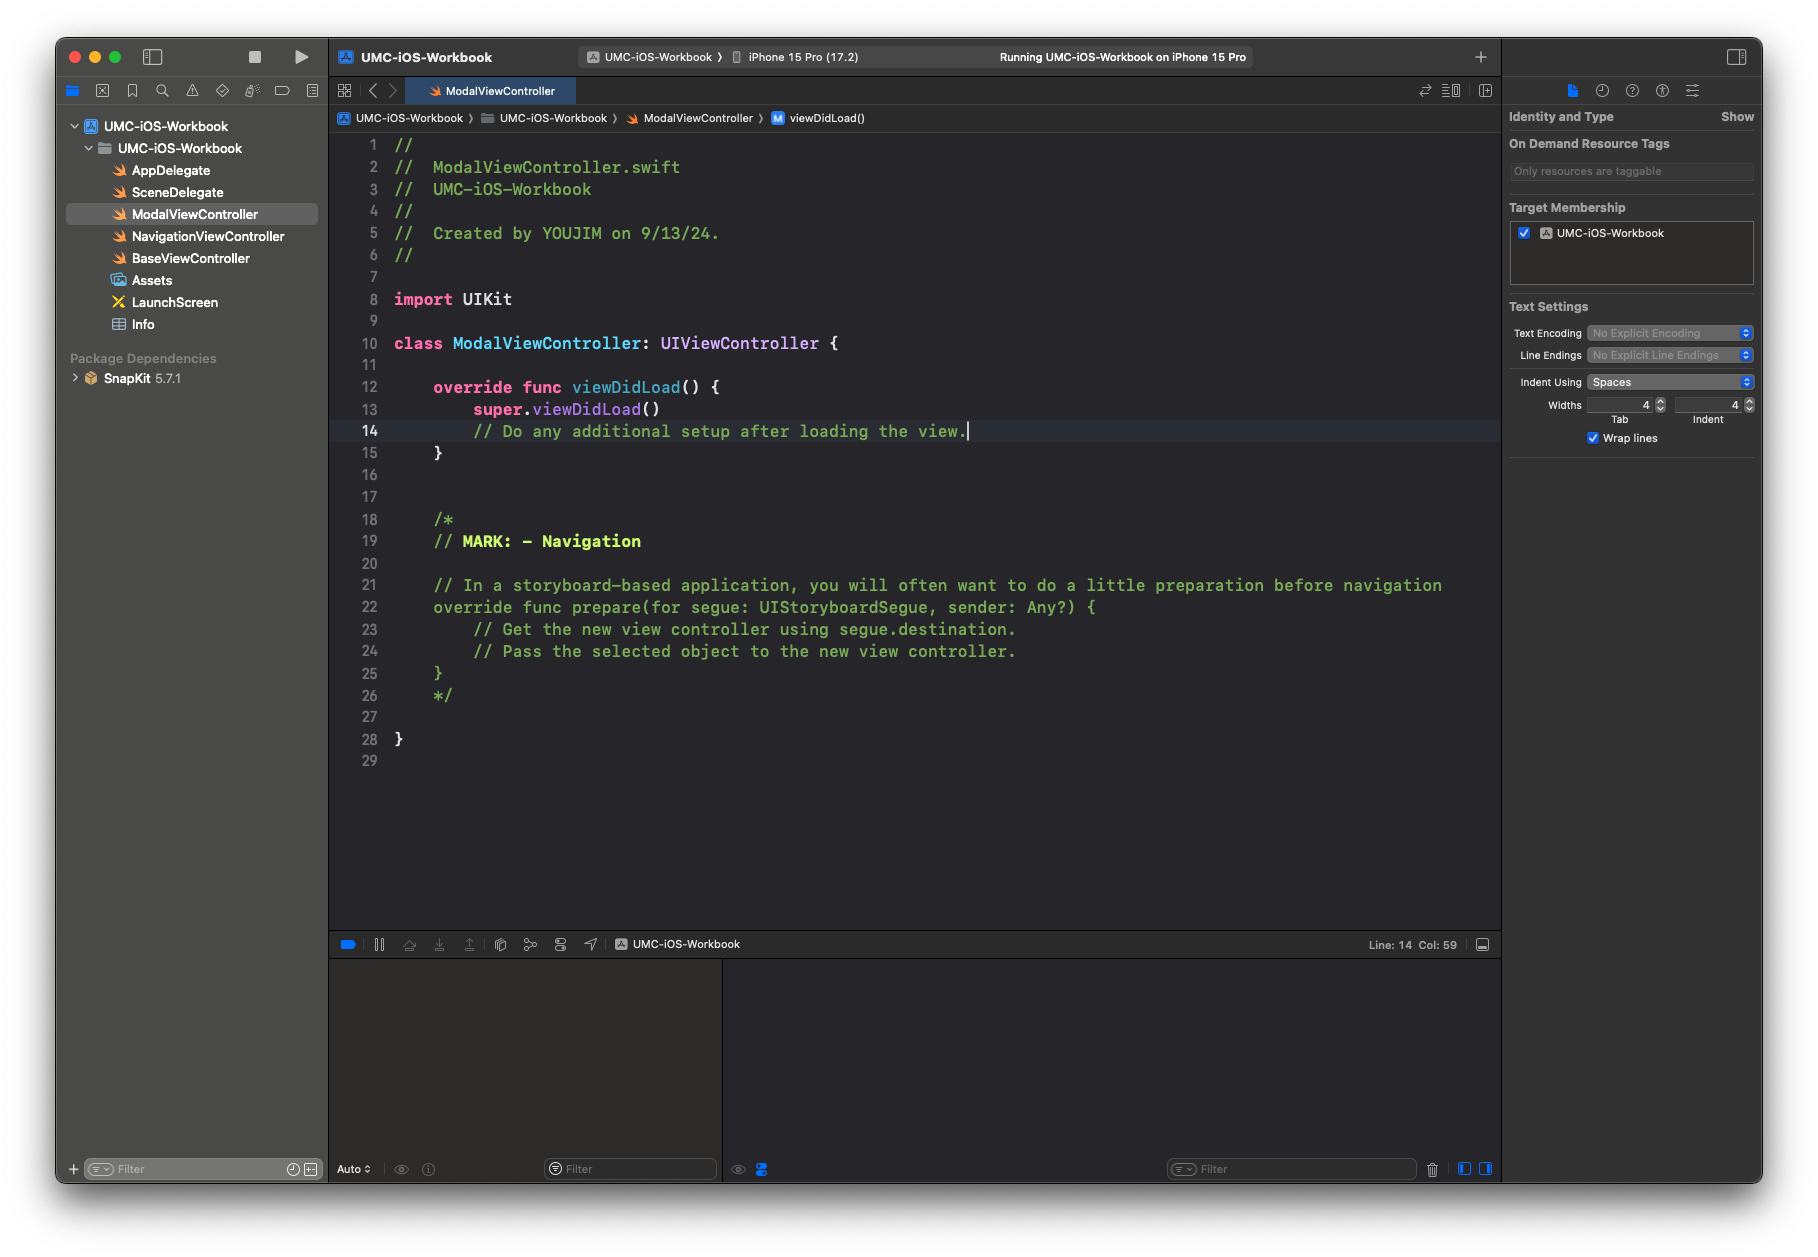 UMC-iOS-Workbook
UMC-iOS-Workbook
iPhone 15 Pro (17.2)
Running UMC-iOS-Workbook on iPhone 15 Pro
ModalViewController
UMC-iOS-Workbook
UMC-iOS-Workbook
ModalViewController
M
viewDidLoad()
UMC-iOS-Workbook
UMC-iOS-Workbook
AppDelegate
SceneDelegate
ModalViewController
NavigationViewController
BaseViewController
Assets
LaunchScreen
Info
Package Dependencies
SnapKit 5.7.1
Filter
1 //
2 //  ModalViewController.swift
3 //  UMC-iOS-Workbook
4 //
5 //  Created by YOUJIM on 9/13/24.
6 //
7
8 import UIKit
9
10 class ModalViewController: UIViewController {
11
12     override func viewDidLoad() {
13         super.viewDidLoad()
14         // Do any additional setup after loading the view.
15     }
16
17
18     /*
19     // MARK: - Navigation
20
21     // In a storyboard-based application, you will often want to do a little preparation before navigation
22     override func prepare(for segue: UIStoryboardSegue, sender: Any?) {
23         // Get the new view controller using segue.destination.
24         // Pass the selected object to the new view controller.
25     }
26     */
27
28 }
29
UMC-iOS-Workbook
Line: 14 Col: 59
Auto
Filter
Filter
Identity and Type
Show
On Demand Resource Tags
Only resources are taggable
Target Membership
UMC-iOS-Workbook
Text Settings
Text Encoding No Explicit Encoding
Line Endings No Explicit Line Endings
Indent Using Spaces
Widths 4 4
Tab Indent
Wrap lines